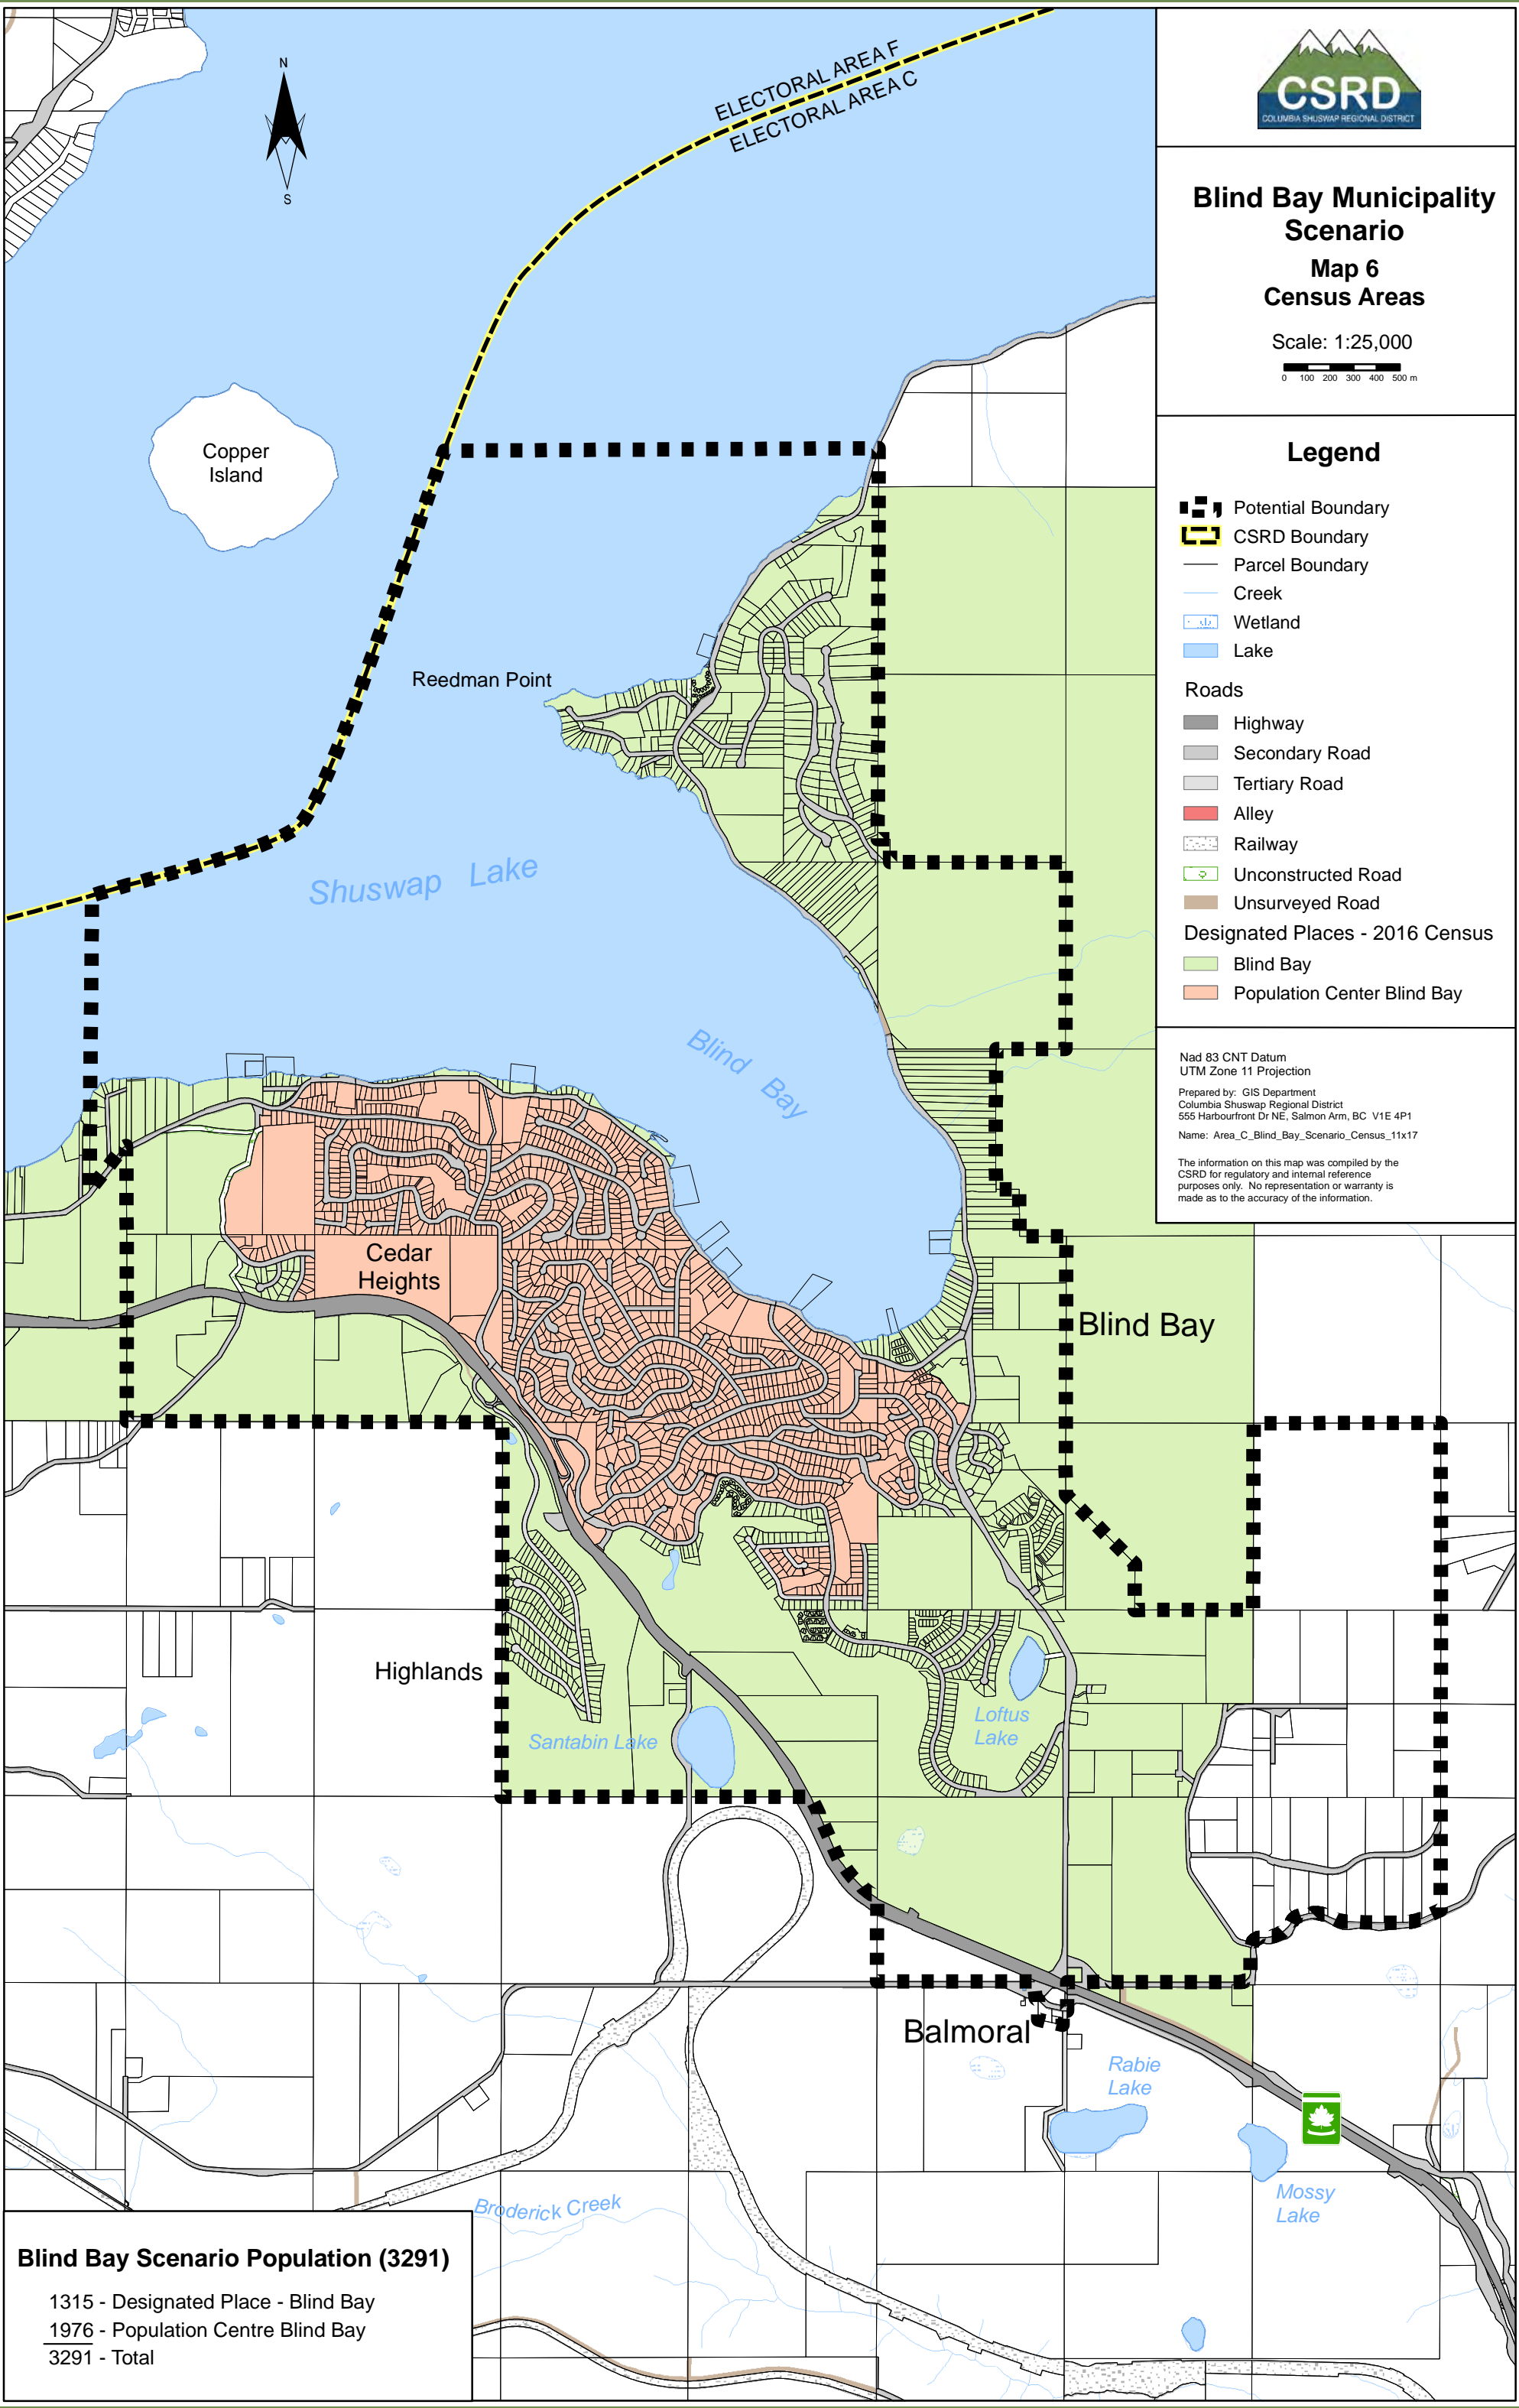 N
S
ELECTORAL AREA F
ELECTORAL AREA C
Copper
Island
Reedman Point
Shuswap Lake
Blind Bay
Cedar
Heights
Blind Bay
Highlands
Santabin Lake
Loftus
Lake
Balmoral
Rabie
Lake
Mossy
Lake
Broderick Creek
CSRD
COLUMBIA SHUSWAP REGIONAL DISTRICT
Blind Bay Municipality
Scenario
Map 6
Census Areas
Scale: 1:25,000
0 100 200 300 400 500 m
Legend
Potential Boundary
CSRD Boundary
Parcel Boundary
Creek
Wetland
Lake
Roads
Highway
Secondary Road
Tertiary Road
Alley
Railway
Unconstructed Road
Unsurveyed Road
Designated Places - 2016 Census
Blind Bay
Population Center Blind Bay
Nad 83 CNT Datum
UTM Zone 11 Projection
Prepared by: GIS Department
Columbia Shuswap Regional District
555 Harbourfront Dr NE, Salmon Arm, BC V1E 4P1
Name: Area_C_Blind_Bay_Scenario_Census_11x17
The information on this map was compiled by the
CSRD for regulatory and internal reference
purposes only. No representation or warranty is
made as to the accuracy of the information.
Blind Bay Scenario Population (3291)
1315 - Designated Place - Blind Bay
1976 - Population Centre Blind Bay
3291 - Total